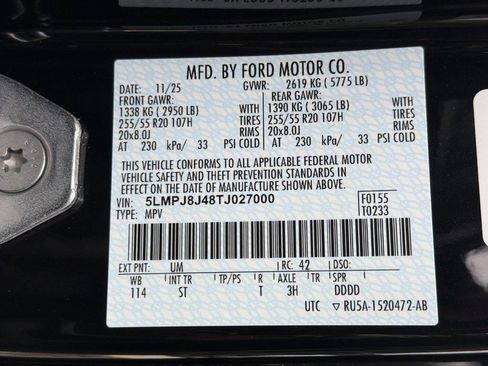 MFD. BY FORD MOTOR CO.
DATE: 11/25 GVWR: 2619 KG (5775 LB)
FRONT GAWR: REAR GAWR:
1338 KG (2950 LB) WITH 1390 KG (3065 LB) WITH
255/55 R20 107H TIRES 255/55 R20 107H TIRES
20x8.0J RIMS 20x8.0J RIMS
AT 230 kPa/ 33 PSI COLD AT 230 kPa/ 33 PSI COLD
THIS VEHICLE CONFORMS TO ALL APPLICABLE FEDERAL MOTOR
VEHICLE SAFETY AND THEFT PREVENTION STANDARDS IN
EFFECT ON THE DATE OF MANUFACTURE SHOWN ABOVE.
VIN: 5LMPJ8J48TJ027000 F0155
TYPE: MPV T0233
EXT PNT: UM RC: 42 DSO:
WB INT TR TP/PS R AXLE TR SPR
114 ST T 3H DDDD
UTC RU5A-1520472-AB